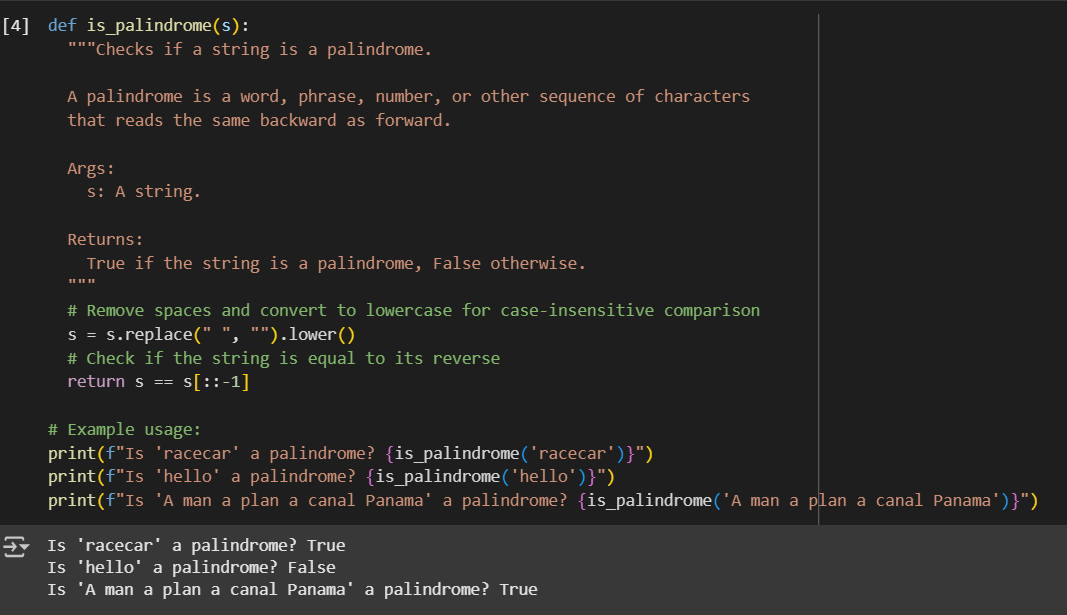 [4] def is_palindrome(s):
  """Checks if a string is a palindrome.

  A palindrome is a word, phrase, number, or other sequence of characters
  that reads the same backward as forward.

  Args:
    s: A string.

  Returns:
    True if the string is a palindrome, False otherwise.
  """
  # Remove spaces and convert to lowercase for case-insensitive comparison
  s = s.replace(" ", "").lower()
  # Check if the string is equal to its reverse
  return s == s[::-1]

# Example usage:
print(f"Is 'racecar' a palindrome? {is_palindrome('racecar')}")
print(f"Is 'hello' a palindrome? {is_palindrome('hello')}")
print(f"Is 'A man a plan a canal Panama' a palindrome? {is_palindrome('A man a plan a canal Panama')}")
Is 'racecar' a palindrome? True
Is 'hello' a palindrome? False
Is 'A man a plan a canal Panama' a palindrome? True